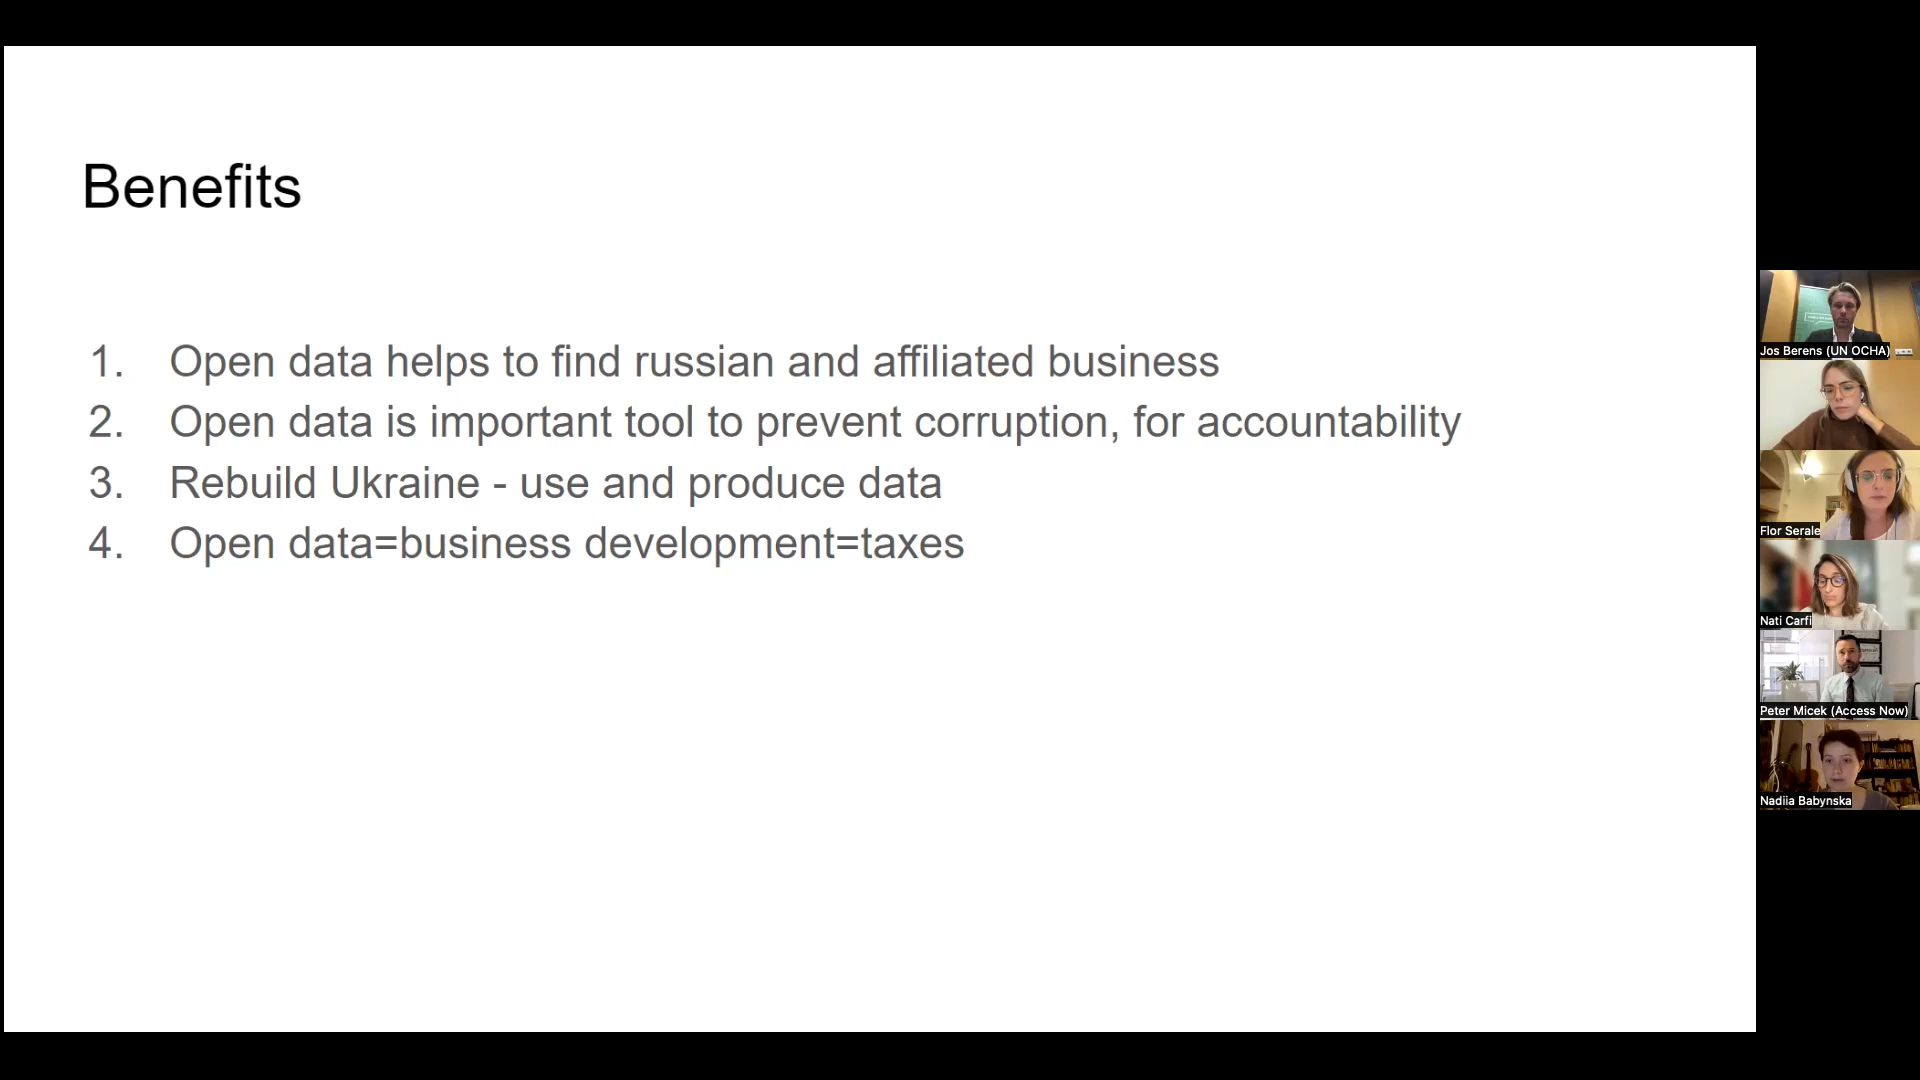 Benefits
1. Open data helps to find russian and affiliated business
2. Open data is important tool to prevent corruption, for accountability
3. Rebuild Ukraine - use and produce data
4. Open data=business development=taxes
Jos Berens (UN OCHA)
Flor Serale
Nati Carfi
Peter Micek (Access Now)
Nadiia Babynska